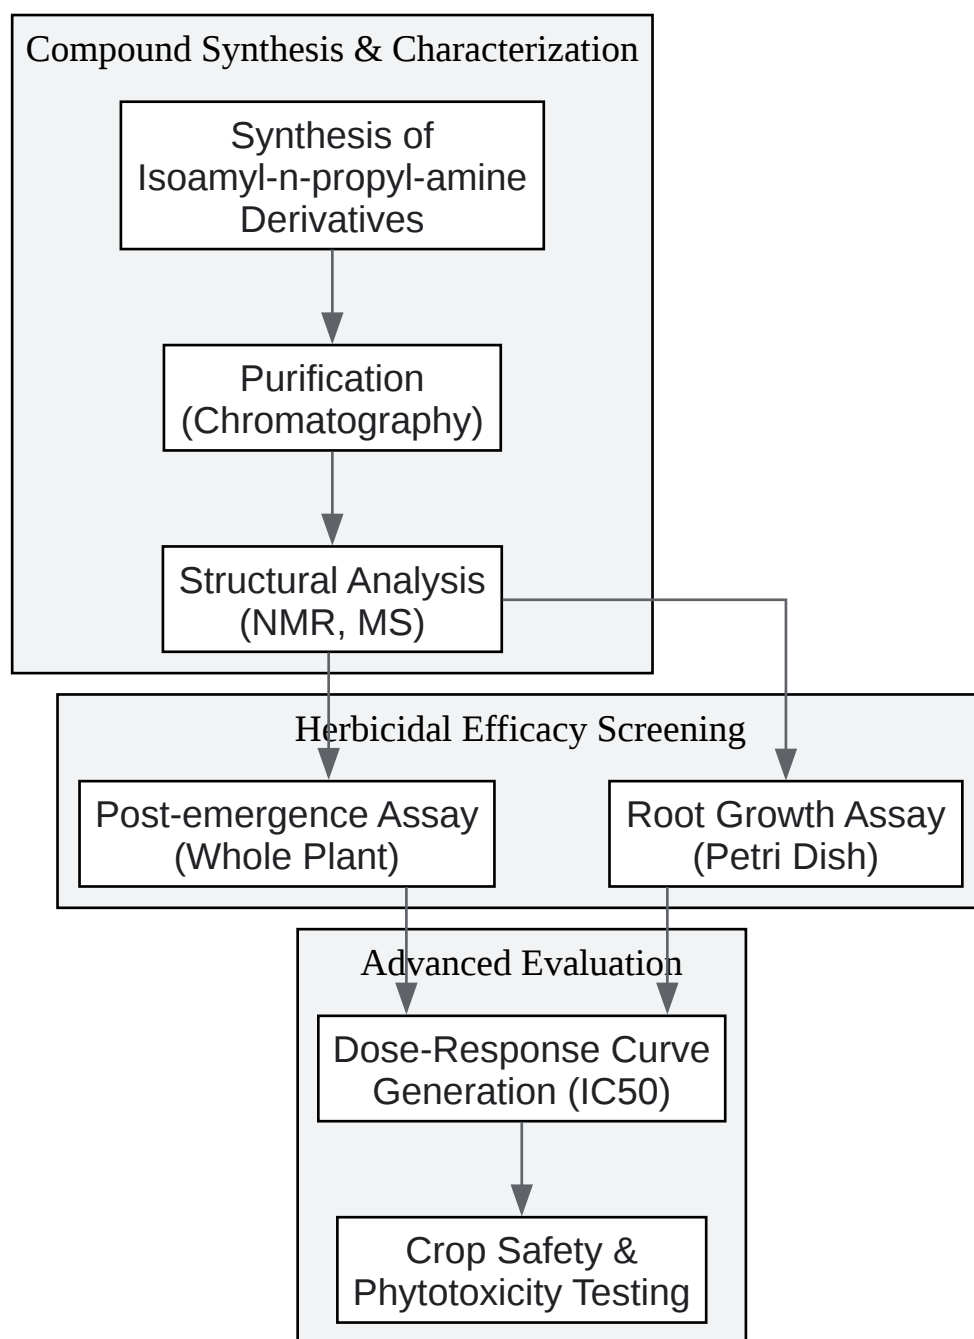 Compound Synthesis & Characterization
Synthesis of
Isoamyl-n-propyl-amine
Derivatives
Purification
(Chromatography)
Structural Analysis
(NMR, MS)
Herbicidal Efficacy Screening
Post-emergence Assay
(Whole Plant)
Root Growth Assay
(Petri Dish)
Advanced Evaluation
Dose-Response Curve
Generation (IC50)
Crop Safety &
Phytotoxicity Testing